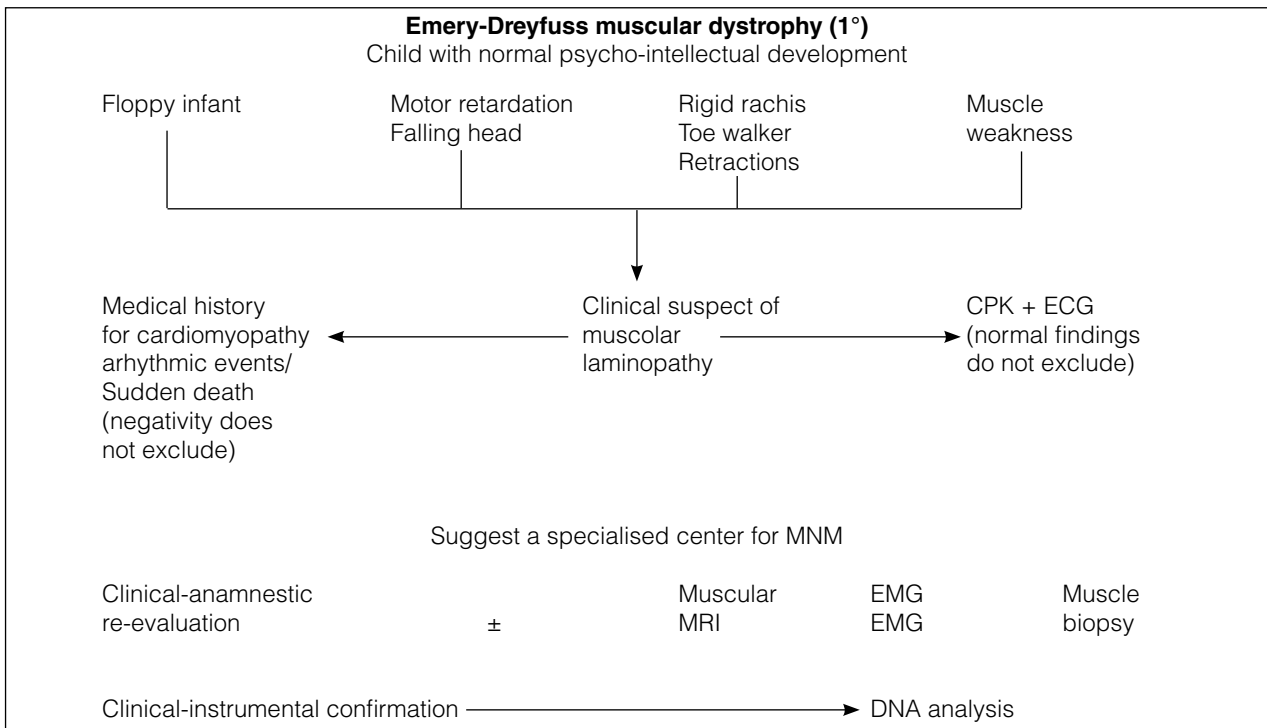 Emery-Dreyfuss muscular dystrophy (1°)
Child with normal psycho-intellectual development
Floppy infant
Motor retardation
Falling head
Rigid rachis
Toe walker
Retractions
Muscle
weakness
Medical history
for cardiomyopathy
arhythmic events/
Sudden death
(negativity does
not exclude)
Clinical suspect of
muscolar
laminopathy
CPK + ECG
(normal findings
do not exclude)
Suggest a specialised center for MNM
Clinical-anamnestic
re-evaluation
±
Muscular
MRI
EMG
EMG
Muscle
biopsy
Clinical-instrumental confirmation
DNA analysis